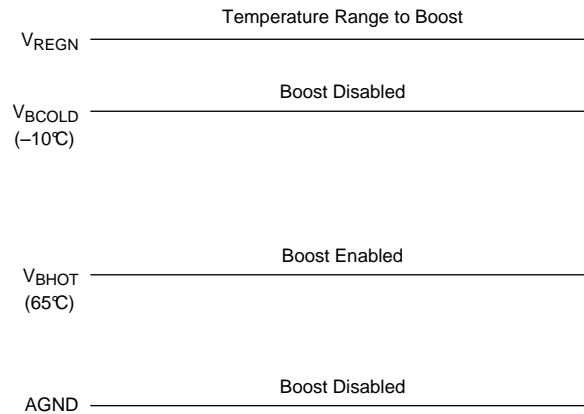 Temperature Range to Boost
VREGN
Boost Disabled
VBCOLD
(–10℃)
Boost Enabled
VBHOT
(65℃)
Boost Disabled
AGND